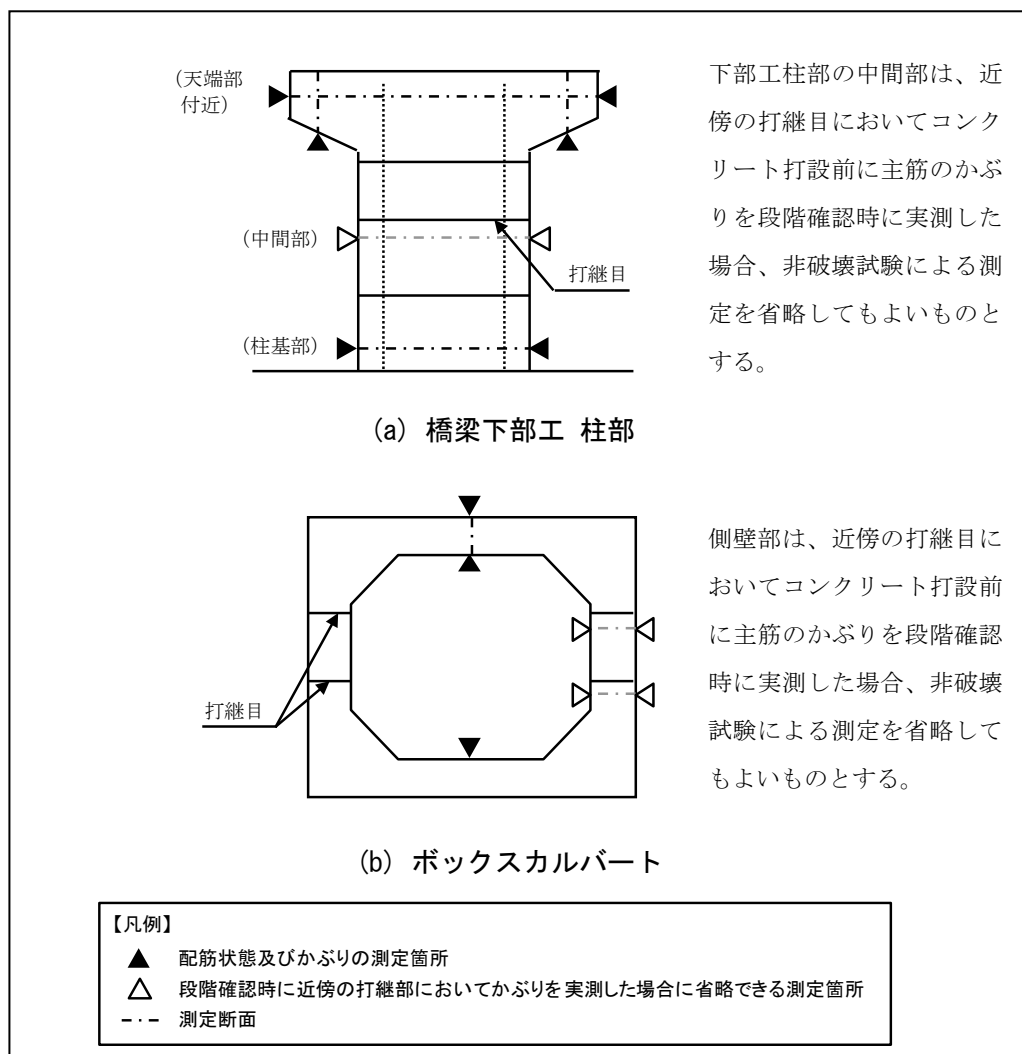 (天端部
付近)
下部工柱部の中間部は、近
傍の打継目においてコンク
リート打設前に主筋のかぶ
りを段階確認時に実測した
場合、非破壊試験による測
定を省略してもよいものと
する。
(中間部)
打継目
(柱基部)
(a) 橋梁下部工 柱部
側壁部は、近傍の打継目に
おいてコンクリート打設前
に主筋のかぶりを段階確認
時に実測した場合、非破壊
試験による測定を省略して
もよいものとする。
打継目
(b) ボックスカルバート
【凡例】
▲ 配筋状態及びかぶりの測定箇所
△ 段階確認時に近傍の打継部においてかぶりを実測した場合に省略できる測定箇所
測定断面